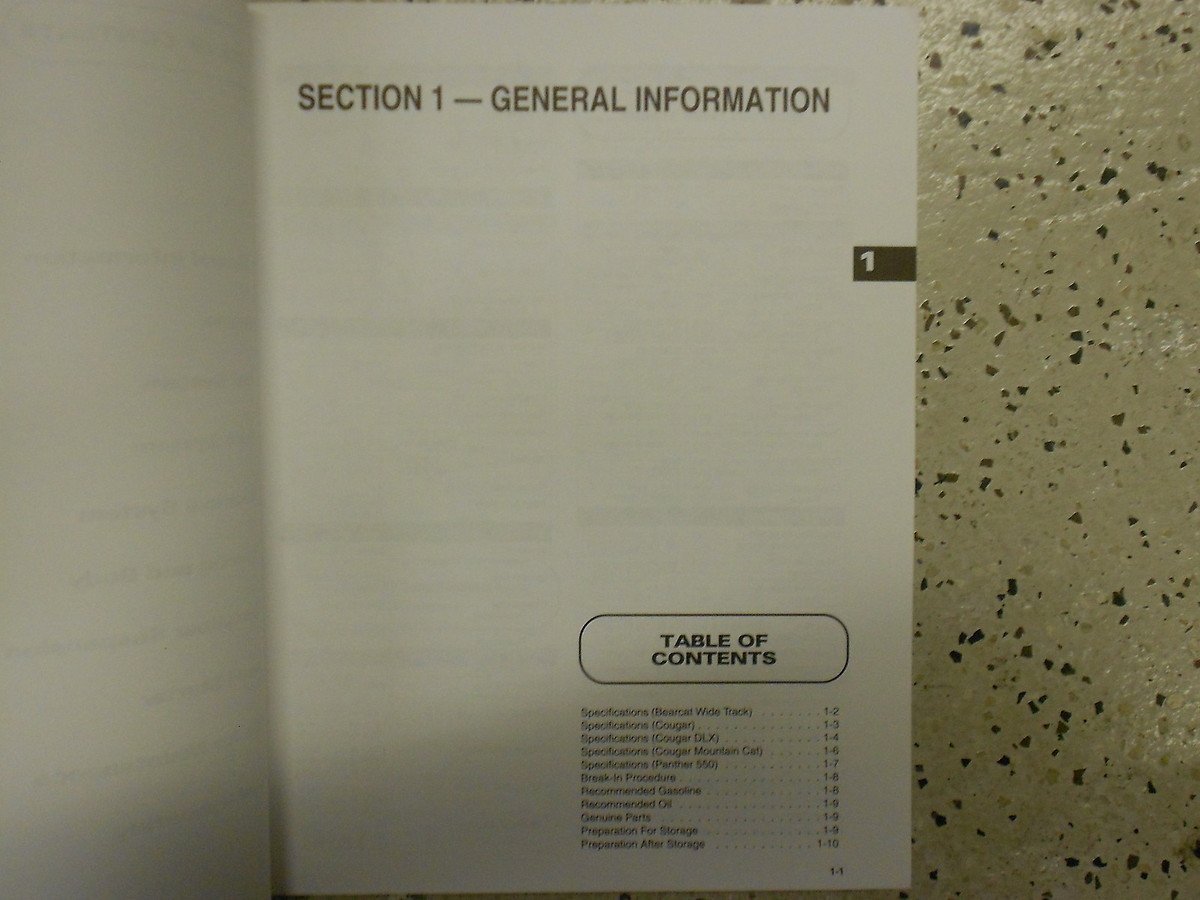 SECTION 1 — GENERAL INFORMATION
1
TABLE OF
CONTENTS
Specifications (Bearcat Wide Track) . . . . . . . 1-2
Specifications (Cougar) . . . . . . . . . . . . . 1-3
Specifications (Cougar DLX) . . . . . . . . . . . 1-4
Specifications (Cougar Mountain Cat) . . . . . . 1-6
Specifications (Panther 550) . . . . . . . . . . . 1-7
Break-In Procedure . . . . . . . . . . . . . . . 1-8
Recommended Gasoline . . . . . . . . . . . . . 1-8
Recommended Oil . . . . . . . . . . . . . . . 1-9
Genuine Parts . . . . . . . . . . . . . . . . . 1-9
Preparation For Storage . . . . . . . . . . . . . 1-9
Preparation After Storage . . . . . . . . . . . 1-10
1-1